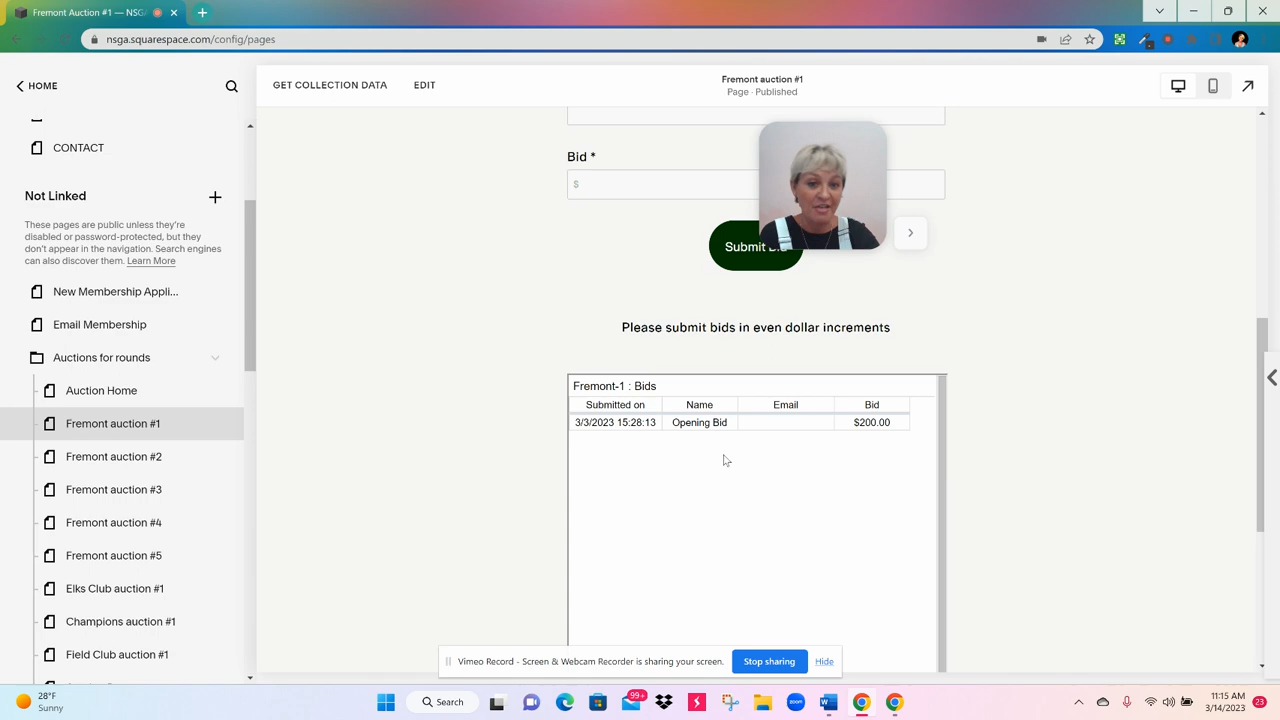 Fremont Auction #1 — NSGA
nsga.squarespace.com/config/pages
HOME
GET COLLECTION DATA
EDIT
Fremont auction #1
Page · Published
CONTACT
Not Linked
These pages are public unless they're
disabled or password-protected, but they
don't appear in the navigation. Search engines
can also discover them. Learn More
New Membership Appli...
Email Membership
Auctions for rounds
Auction Home
Fremont auction #1
Fremont auction #2
Fremont auction #3
Fremont auction #4
Fremont auction #5
Elks Club auction #1
Champions auction #1
Field Club auction #1
Bid *
$
Submit
Please submit bids in even dollar increments
Fremont-1 : Bids
Submitted on Name Email Bid
3/3/2023 15:28:13 Opening Bid $200.00
Vimeo Record - Screen & Webcam Recorder is sharing your screen.
Stop sharing
Hide
28°F
Sunny
Search
99+
zoom
11:15 AM
3/14/2023
23